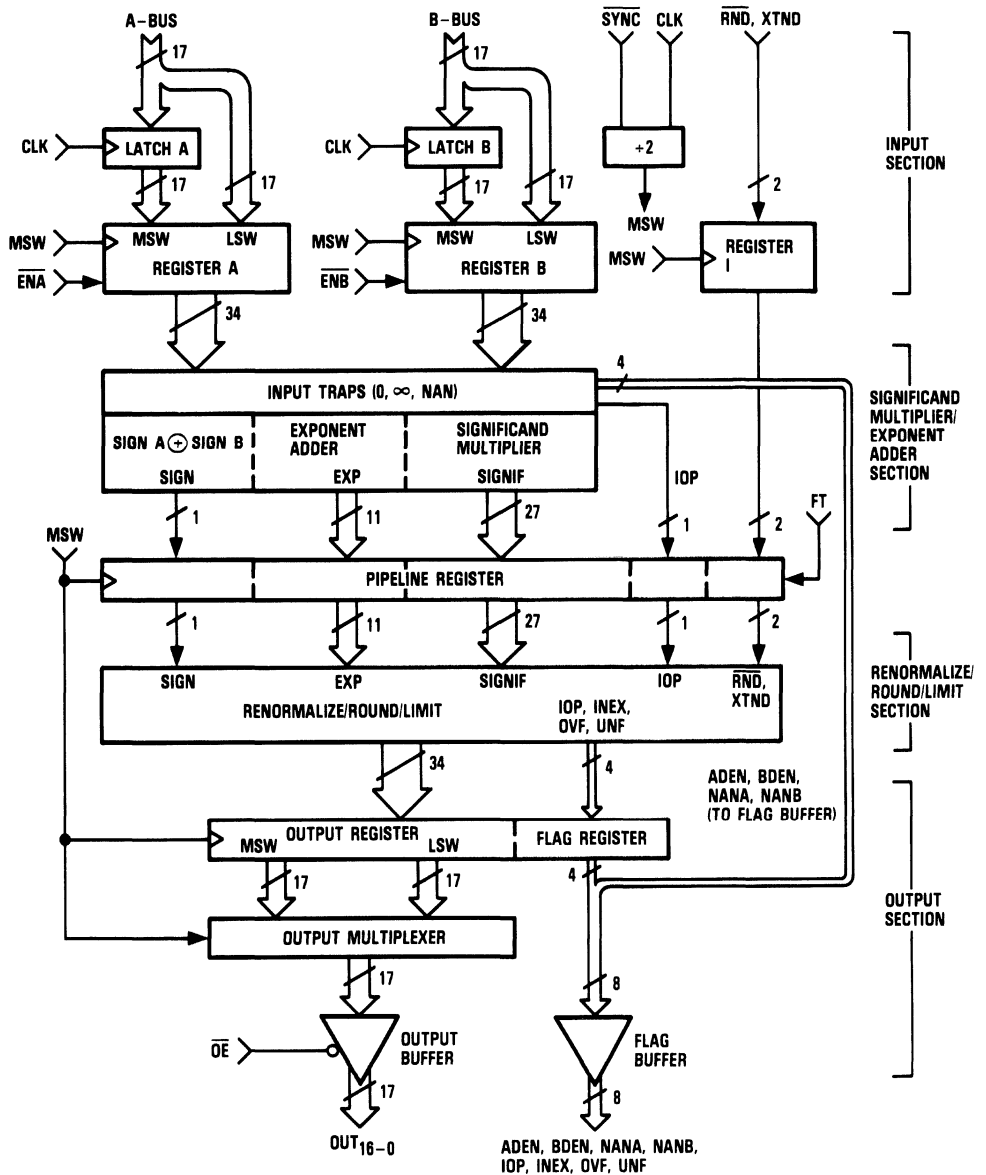 A-BUS
B-BUS
SYNC CLK
RND, XTND
17
17
CLK
LATCH A
CLK
LATCH B
÷2
INPUT
SECTION
17
17
17
17
2
MSW
MSW
MSW LSW
REGISTER A
MSW
MSW LSW
REGISTER B
MSW
REGISTER
I
ENA
ENB
34
34
4
INPUT TRAPS (0, ∞, NAN)
SIGN A ⊕ SIGN B
EXPONENT
ADDER
SIGNIFICAND
MULTIPLIER
SIGN
EXP
SIGNIF
IOP
SIGNIFICAND
MULTIPLIER/
EXPONENT
ADDER
SECTION
FT
1
11
27
1
2
MSW
PIPELINE REGISTER
1
11
27
1
2
SIGN
EXP
SIGNIF
IOP
RND,
XTND
RENORMALIZE/ROUND/LIMIT
IOP, INEX,
OVF, UNF
RENORMALIZE/
ROUND/LIMIT
SECTION
34
4
ADEN, BDEN,
NANA, NANB
(TO FLAG BUFFER)
OUTPUT REGISTER
MSW
LSW
FLAG REGISTER
17
17
4
OUTPUT
SECTION
OUTPUT MULTIPLEXER
17
8
OE
OUTPUT
BUFFER
FLAG
BUFFER
17
8
OUT16-0
ADEN, BDEN, NANA, NANB,
IOP, INEX, OVF, UNF